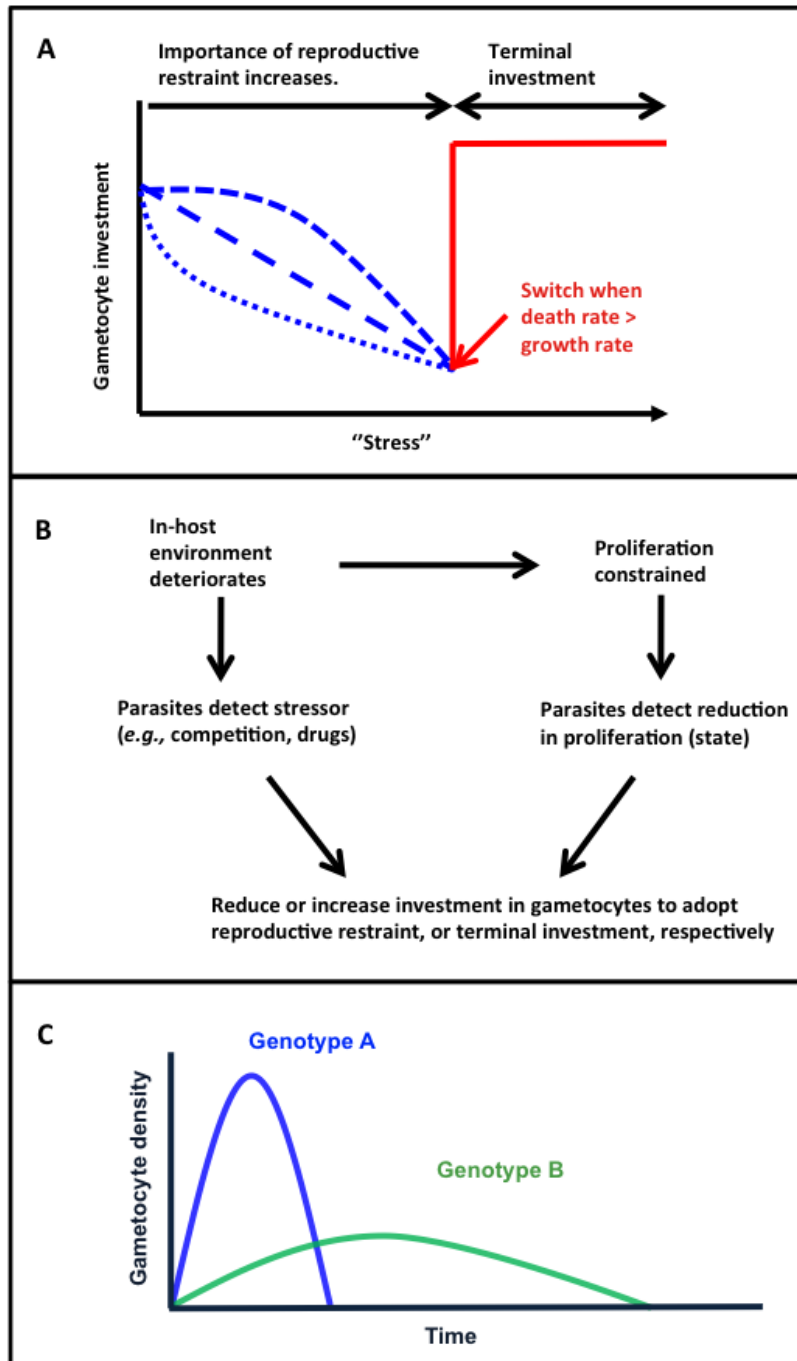 A
Importance of reproductive
restraint increases.
Terminal
investment
Gametocyte investment
Switch when
death rate >
growth rate
‘’Stress’’
B
In-host
environment
deteriorates
Proliferation
constrained
Parasites detect stressor
(e.g., competition, drugs)
Parasites detect reduction
in proliferation (state)
Reduce or increase investment in gametocytes to adopt
reproductive restraint, or terminal investment, respectively
C
Genotype A
Genotype B
Gametocyte density
Time